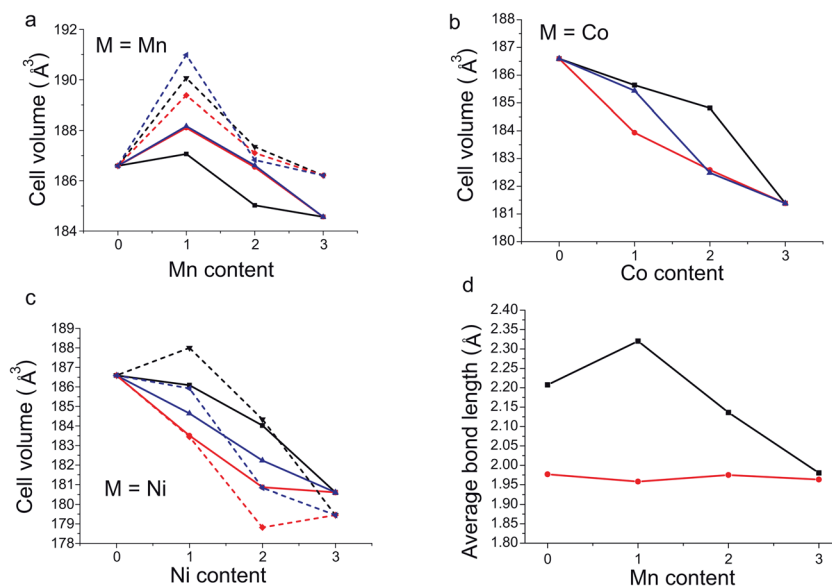 a
M = Mn
Cell volume ( Å³)
192
190
188
186
184
0 1 2 3
Mn content
b
M = Co
Cell volume ( Å³)
188
187
186
185
184
183
182
181
180
0 1 2 3
Co content
c
M = Ni
Cell volume ( Å³)
189
188
187
186
185
184
183
182
181
180
179
178
0 1 2 3
Ni content
d
Average bond length (Å)
2.40
2.35
2.30
2.25
2.20
2.15
2.10
2.05
2.00
1.95
1.90
1.85
1.80
0 1 2 3
Mn content